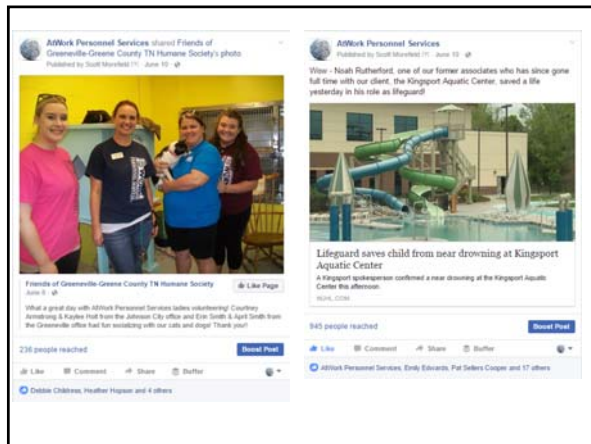 AtWork Personnel Services shared Friends of
Greeneville-Greene County TN Humane Society's photo
Published by Scott Morefield · June 10 ·
Friends of Greeneville-Greene County TN Humane Society
June 9 ·
Like Page
What a great day with AtWork Personnel Services ladies volunteering! Courtney
Armstrong & Kaylee Holt from the Johnson City office and Erin Smith & April Smith from
the Greeneville office had fun socializing with our cats and dogs! Thank you!!
236 people reached
Boost Post
Like Comment Share Buffer
Debbie Childress, Heather Hopson and 4 others
AtWork Personnel Services
Published by Scott Morefield · June 10 ·
Wow - Noah Rutherford, one of our former associates who has since gone
full time with our client, the Kingsport Aquatic Center, saved a life
yesterday in his role as lifeguard!
Lifeguard saves child from near drowning at Kingsport
Aquatic Center
A Kingsport spokesperson confirmed a near drowning at the Kingsport Aquatic
Center this afternoon.
WJHL.COM
945 people reached
Boost Post
Like Comment Share Buffer
AtWork Personnel Services, Emily Edwards, Pat Sellers Cooper and 17 others